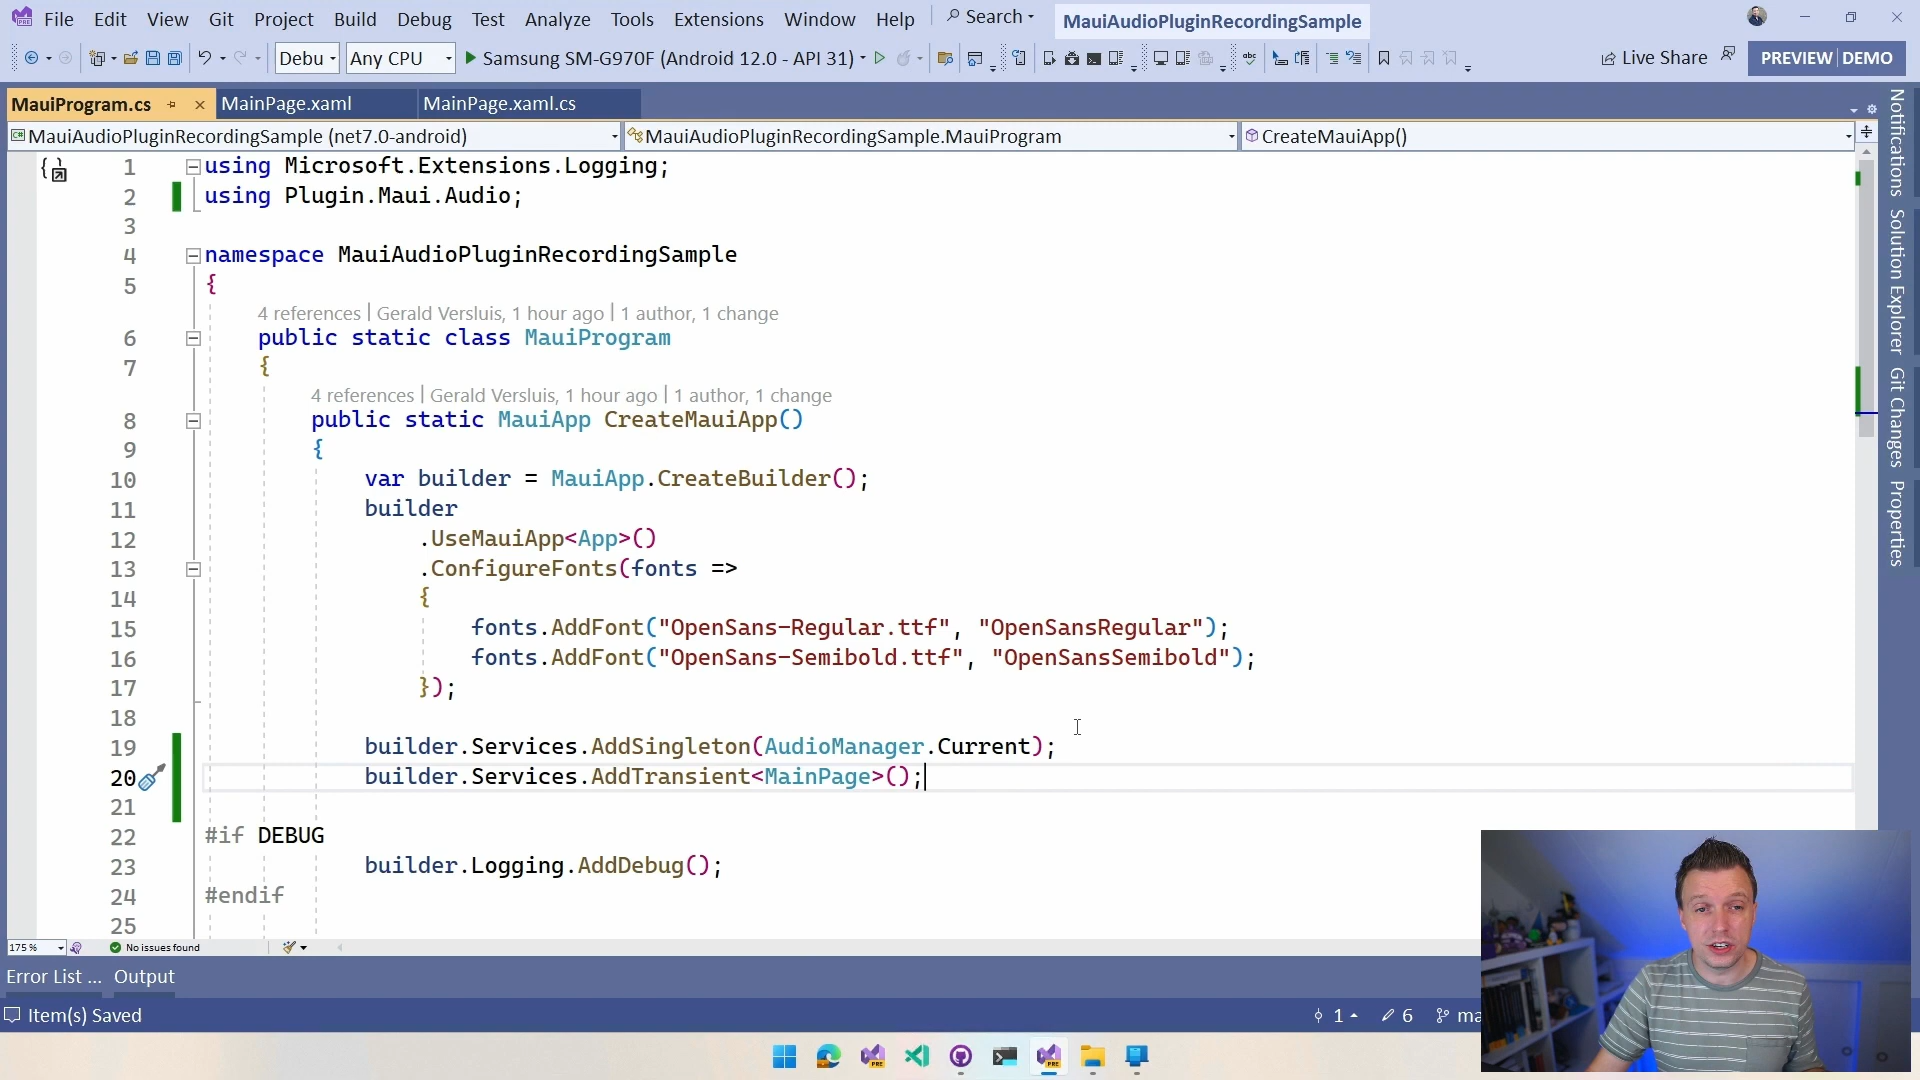 File Edit View Git Project Build Debug Test Analyze Tools Extensions Window Help Search MauiAudioPluginRecordingSample
Debu Any CPU Samsung SM-G970F (Android 12.0 - API 31) Live Share PREVIEW DEMO
MauiProgram.cs MainPage.xaml MainPage.xaml.cs
MauiAudioPluginRecordingSample (net7.0-android) MauiAudioPluginRecordingSample.MauiProgram CreateMauiApp()
1 using Microsoft.Extensions.Logging;
2 using Plugin.Maui.Audio;
3
4 namespace MauiAudioPluginRecordingSample
5 {
4 references | Gerald Versluis, 1 hour ago | 1 author, 1 change
6 public static class MauiProgram
7 {
4 references | Gerald Versluis, 1 hour ago | 1 author, 1 change
8 public static MauiApp CreateMauiApp()
9 {
10 var builder = MauiApp.CreateBuilder();
11 builder
12 .UseMauiApp<App>()
13 .ConfigureFonts(fonts =>
14 {
15 fonts.AddFont("OpenSans-Regular.ttf", "OpenSansRegular");
16 fonts.AddFont("OpenSans-Semibold.ttf", "OpenSansSemibold");
17 });
18
19 builder.Services.AddSingleton(AudioManager.Current);
20 builder.Services.AddTransient<MainPage>();
21
22 #if DEBUG
23 builder.Logging.AddDebug();
24 #endif
25
175 % No issues found
Error List ... Output
Item(s) Saved 1 6 ma
Notifications
Solution Explorer
Git Changes
Properties